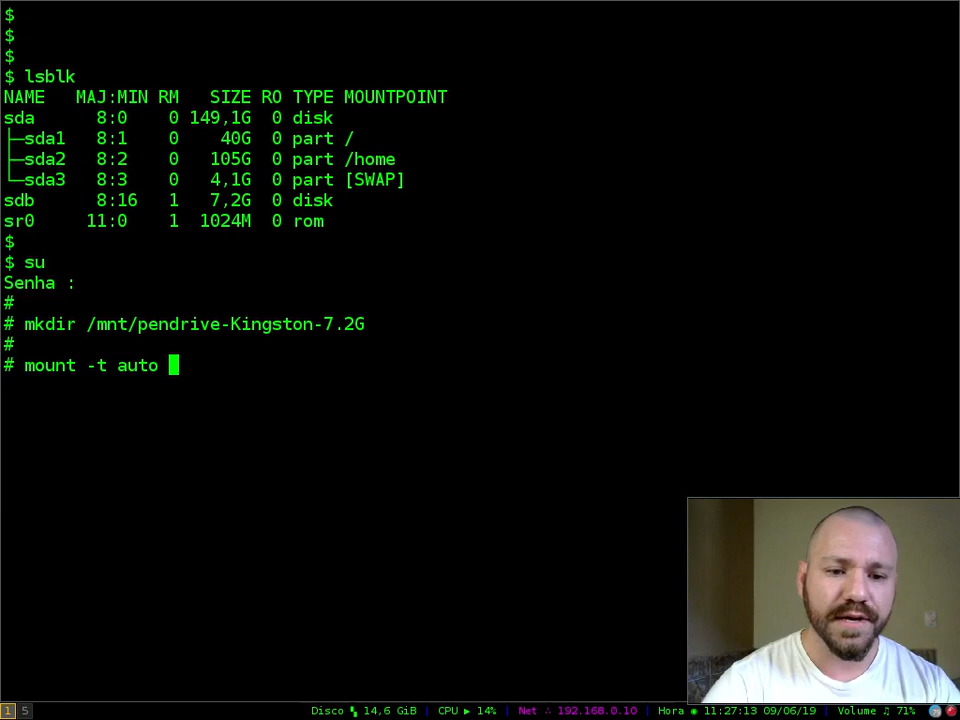 $
$
$
$ lsblk
NAME   MAJ:MIN RM   SIZE RO TYPE MOUNTPOINT
sda      8:0    0 149,1G  0 disk
├─sda1   8:1    0    40G  0 part /
├─sda2   8:2    0   105G  0 part /home
└─sda3   8:3    0   4,1G  0 part [SWAP]
sdb      8:16   1   7,2G  0 disk
sr0     11:0    1  1024M  0 rom
$
$ su
Senha :
#
# mkdir /mnt/pendrive-Kingston-7.2G
#
# mount -t auto
1 5 Disco 14,6 GiB | CPU ▶ 14% | Net ∴ 192.168.0.10 | Hora ◉ 11:27:13 09/06/19 | Volume ♫ 71%